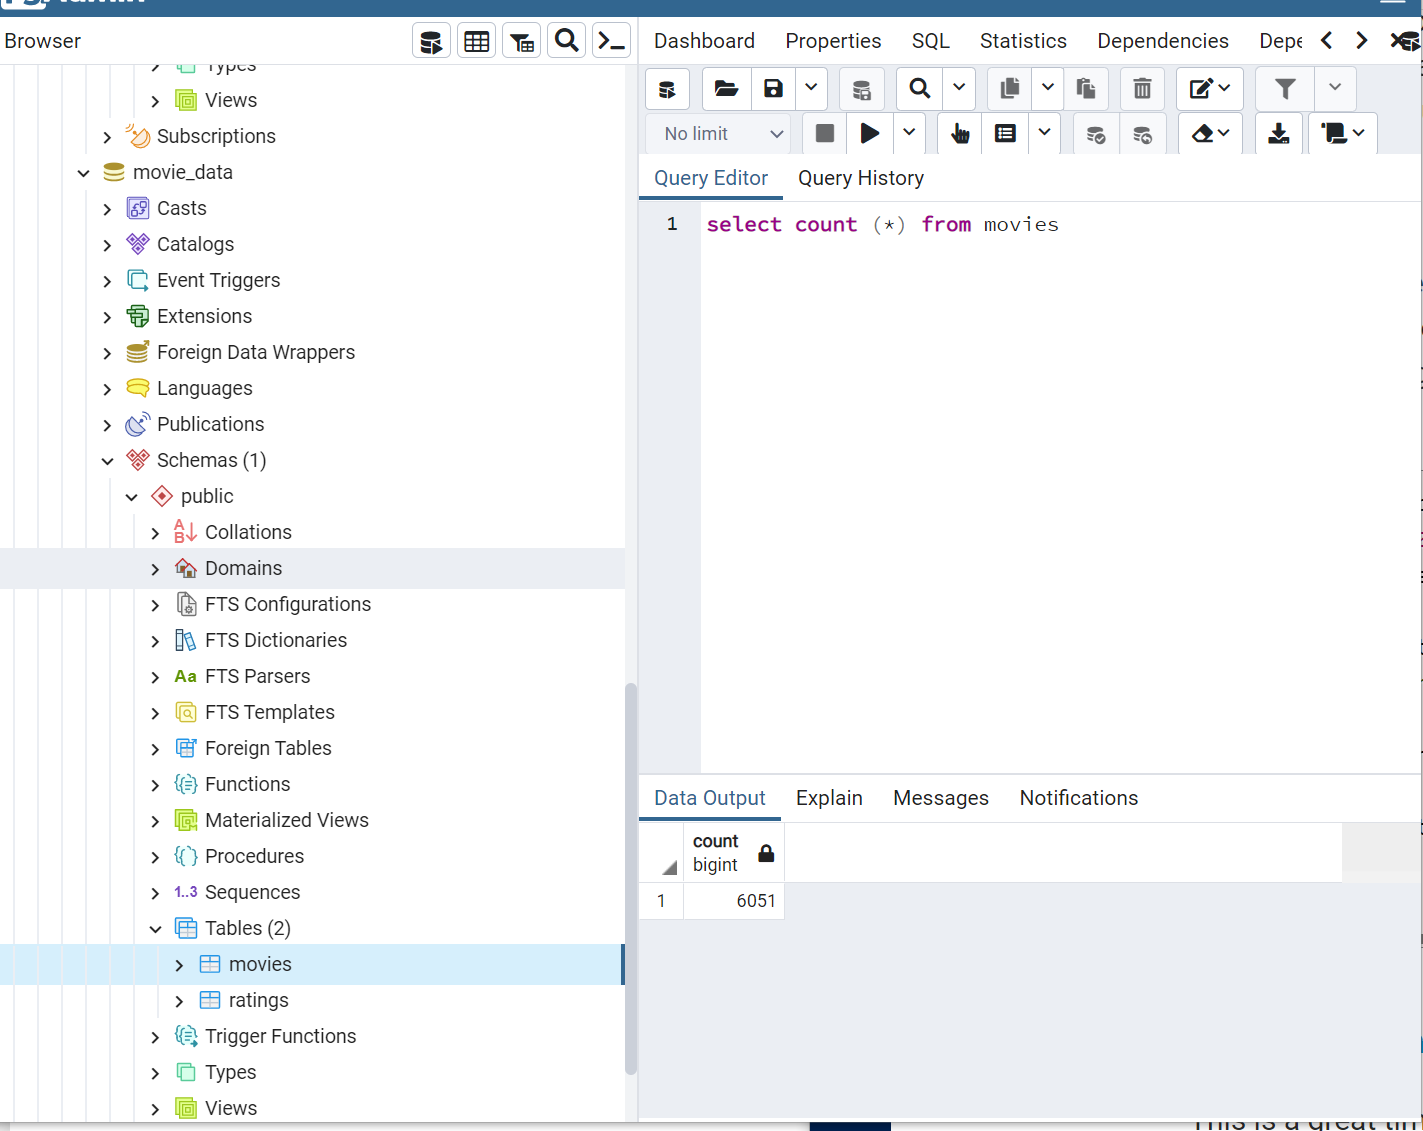 Browser
Types
Views
Subscriptions
movie_data
Casts
Catalogs
Event Triggers
Extensions
Foreign Data Wrappers
Languages
Publications
Schemas (1)
public
Collations
Domains
FTS Configurations
FTS Dictionaries
Aa FTS Parsers
FTS Templates
Foreign Tables
Functions
Materialized Views
Procedures
1..3 Sequences
Tables (2)
movies
ratings
Trigger Functions
Types
Views
Dashboard Properties SQL Statistics Dependencies Depe
No limit
Query Editor Query History
1 select count (*) from movies
Data Output Explain Messages Notifications
count
bigint
1 6051
This is a great